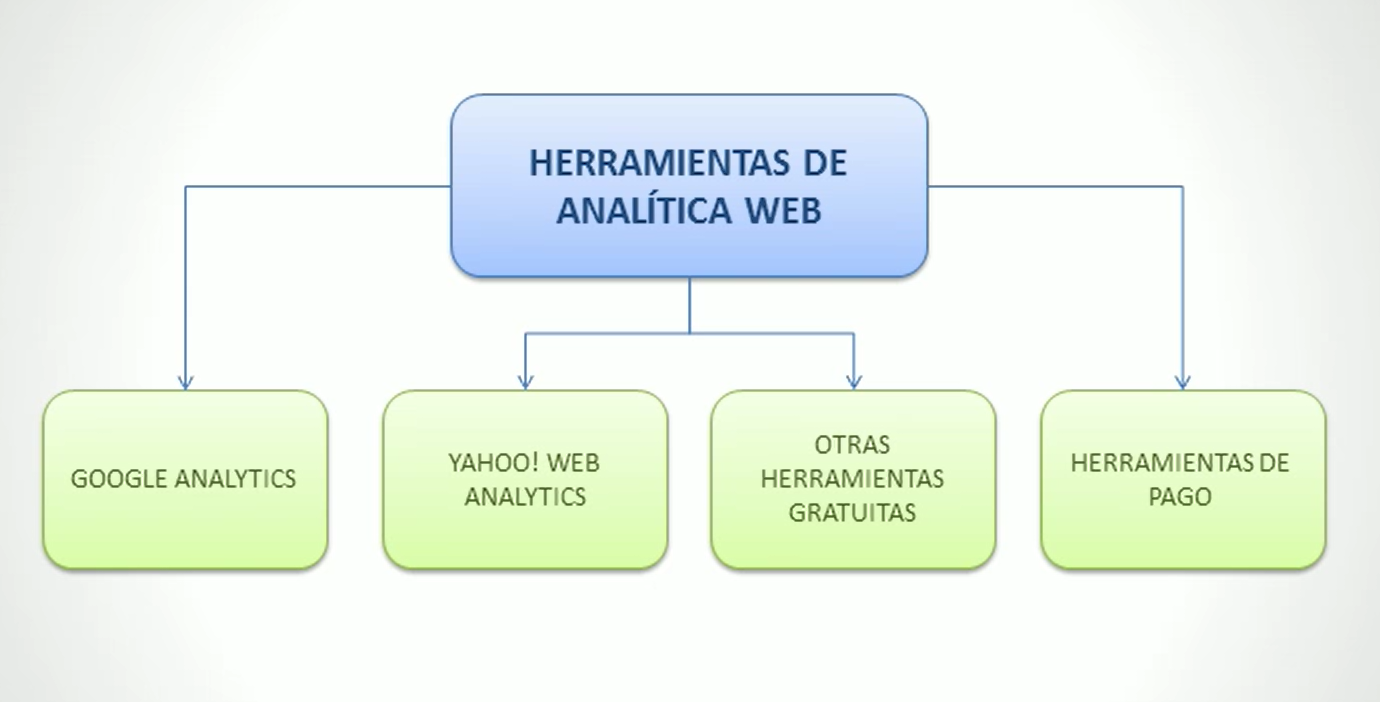 HERRAMIENTAS DE
ANALÍTICA WEB
GOOGLE ANALYTICS
YAHOO! WEB
ANALYTICS
OTRAS
HERRAMIENTAS
GRATUITAS
HERRAMIENTAS DE
PAGO